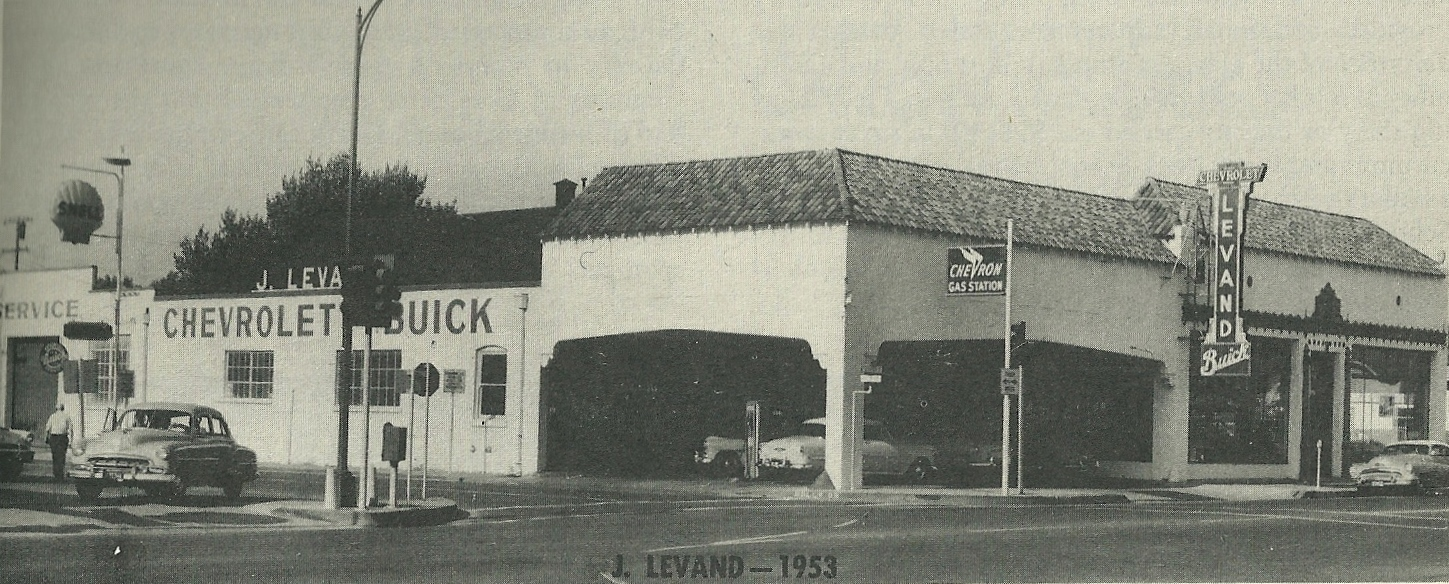 SHELL
SERVICE
J. LEVA
CHEVROLET BUICK
CHEVRON
GAS STATION
CHEVROLET
LEVAND
Buick
J. LEVAND — 1953